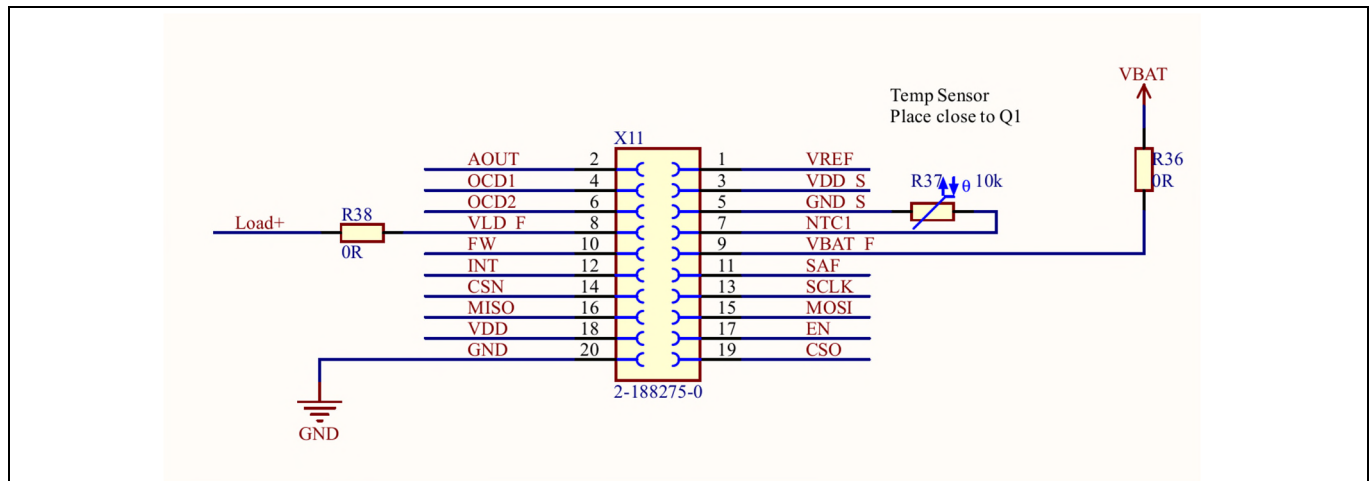 VBAT
Temp Sensor
Place close to Q1
X11
AOUT 2 1 VREF
R36
OCD1 4 3 VDD_S R37 θ 10k 0R
OCD2 6 5 GND_S
Load+ R38 VLD_F 8 7 NTC1
0R FW 10 9 VBAT_F
INT 12 11 SAF
CSN 14 13 SCLK
MISO 16 15 MOSI
VDD 18 17 EN
GND 20 19 CSO
2-188275-0
GND